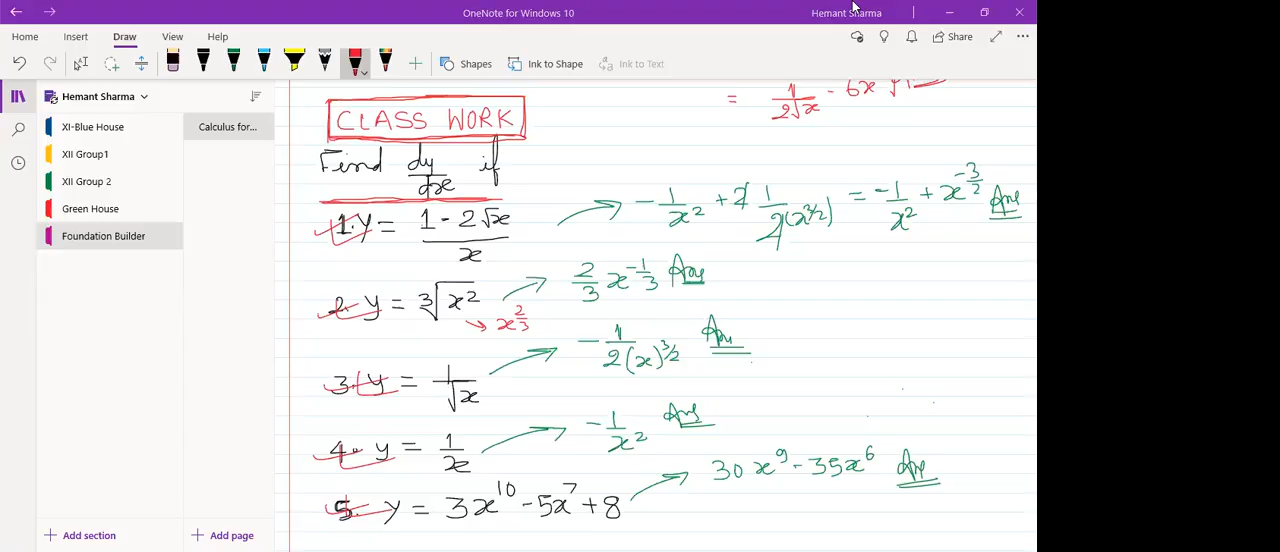 OneNote for Windows 10
Hemant Sharma
Home Insert Draw View Help
Share
Shapes Ink to Shape Ink to Text
Hemant Sharma
XI-Blue House
XII Group1
XII Group 2
Green House
Foundation Builder
Add section
Calculus for...
Add page
= 1/(2√x) - 6x
CLASS WORK
Find dy/dx if
1. y = (1 - 2√x)/x → -1/x² + 2 1/(2(x^3/2)) = -1/x² + x^(-3/2) Ans
2. y = ∛(x²) → 2/3 x^(-1/3) Ans
→ x^(2/3)
3. y = 1/√x → -1/(2(x)^3/2) Ans
4. y = 1/x → -1/x² Ans
5. y = 3x¹⁰ - 5x⁷ + 8 → 30x⁹ - 35x⁶ Ans